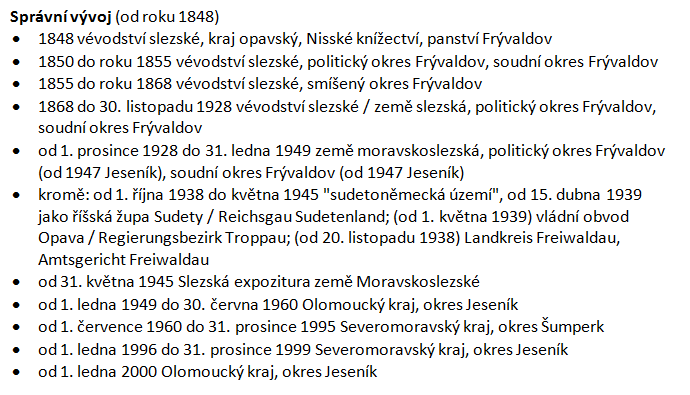 Správní vývoj (od roku 1848)
• 1848 vévodství slezské, kraj opavský, Nisské knížectví, panství Frývaldov
• 1850 do roku 1855 vévodství slezské, politický okres Frývaldov, soudní okres Frývaldov
• 1855 do roku 1868 vévodství slezské, smíšený okres Frývaldov
• 1868 do 30. listopadu 1928 vévodství slezské / země slezská, politický okres Frývaldov,
soudní okres Frývaldov
• od 1. prosince 1928 do 31. ledna 1949 země moravskoslezská, politický okres Frývaldov
(od 1947 Jeseník), soudní okres Frývaldov (od 1947 Jeseník)
• kromě: od 1. října 1938 do května 1945 "sudetoněmecká území", od 15. dubna 1939
jako říšská župa Sudety / Reichsgau Sudetenland; (od 1. května 1939) vládní obvod
Opava / Regierungsbezirk Troppau; (od 20. listopadu 1938) Landkreis Freiwaldau,
Amtsgericht Freiwaldau
• od 31. května 1945 Slezská expozitura země Moravskoslezské
• od 1. ledna 1949 do 30. června 1960 Olomoucký kraj, okres Jeseník
• od 1. července 1960 do 31. prosince 1995 Severomoravský kraj, okres Šumperk
• od 1. ledna 1996 do 31. prosince 1999 Severomoravský kraj, okres Jeseník
• od 1. ledna 2000 Olomoucký kraj, okres Jeseník